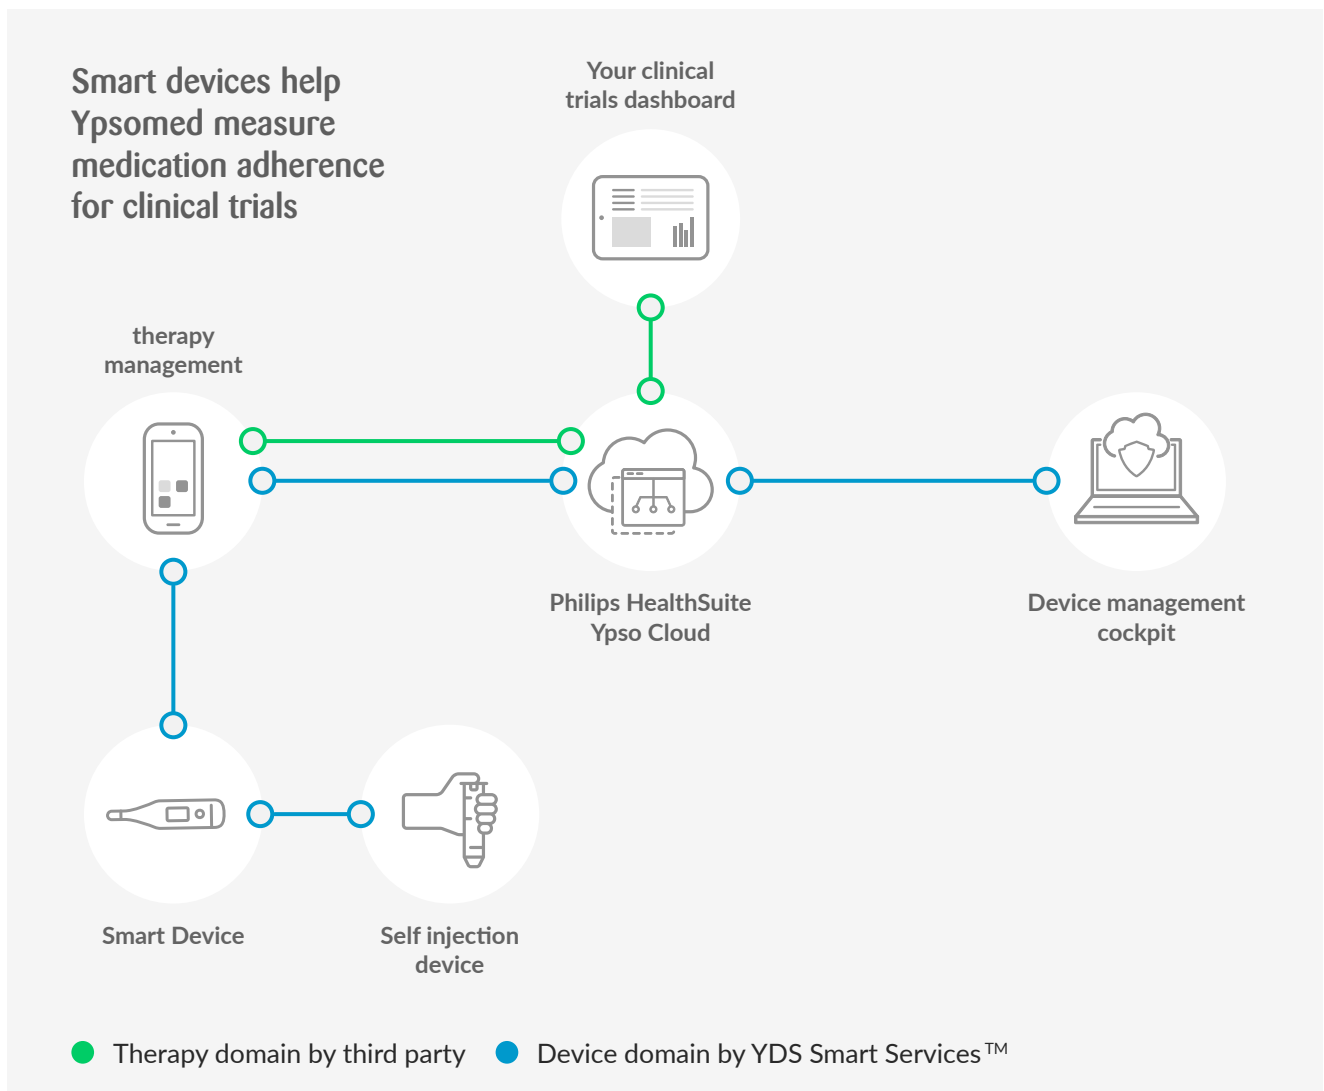 Smart devices help
Ypsomed measure
medication adherence
for clinical trials
Your clinical
trials dashboard
therapy
management
Philips HealthSuite
Ypso Cloud
Device management
cockpit
Smart Device
Self injection
device
Therapy domain by third party
Device domain by YDS Smart Services™